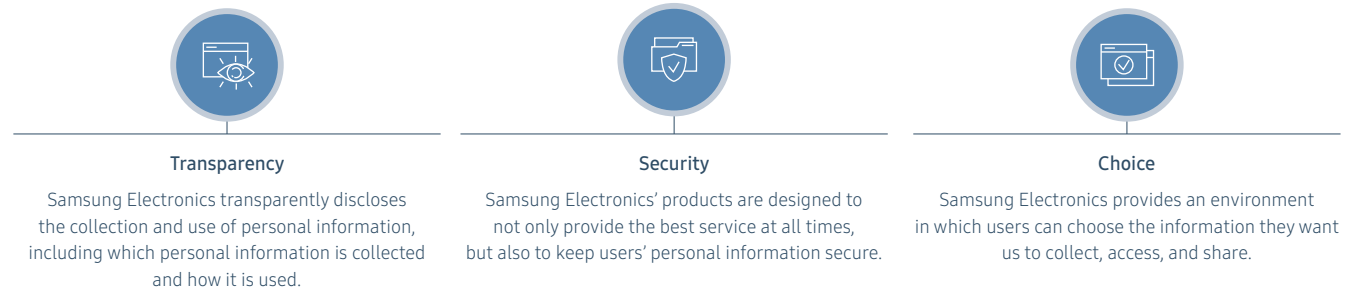 Transparency
Samsung Electronics transparently discloses
the collection and use of personal information,
including which personal information is collected
and how it is used.
Security
Samsung Electronics’ products are designed to
not only provide the best service at all times,
but also to keep users’ personal information secure.
Choice
Samsung Electronics provides an environment
in which users can choose the information they want
us to collect, access, and share.